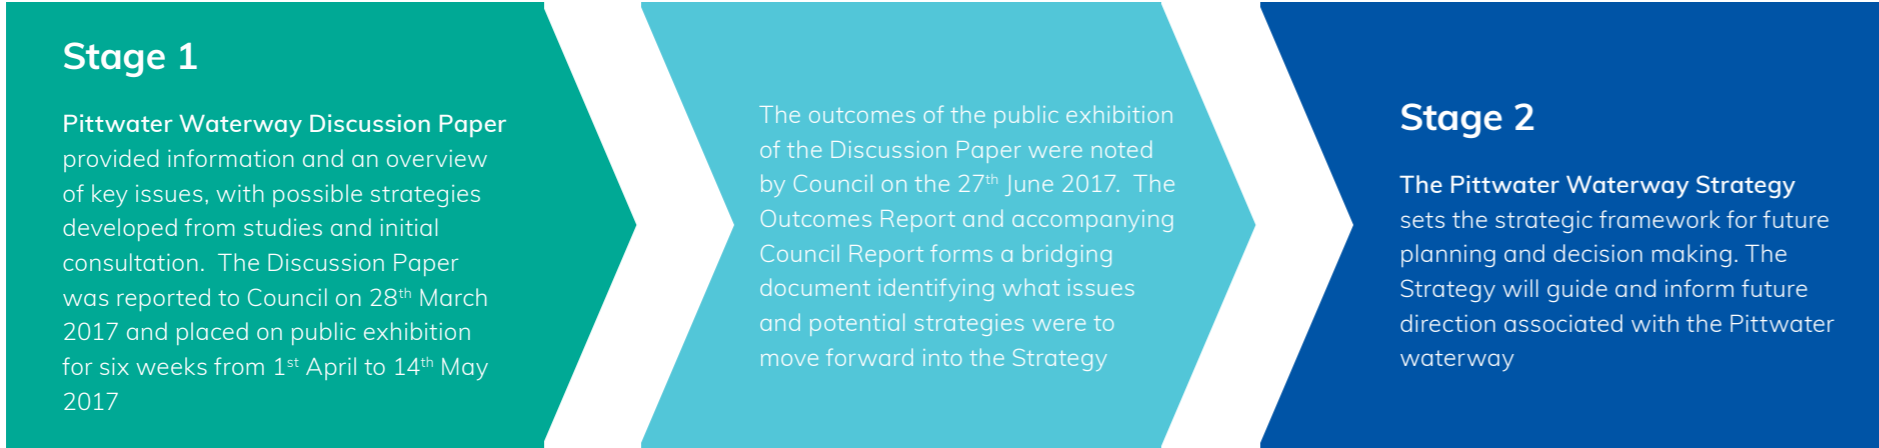 Stage 1
Pittwater Waterway Discussion Paper
provided information and an overview
of key issues, with possible strategies
developed from studies and initial
consultation.  The Discussion Paper
was reported to Council on 28th March
2017 and placed on public exhibition
for six weeks from 1st April to 14th May
2017
The outcomes of the public exhibition
of the Discussion Paper were noted
by Council on the 27th June 2017.  The
Outcomes Report and accompanying
Council Report forms a bridging
document identifying what issues
and potential strategies were to
move forward into the Strategy
Stage 2
The Pittwater Waterway Strategy
sets the strategic framework for future
planning and decision making. The
Strategy will guide and inform future
direction associated with the Pittwater
waterway